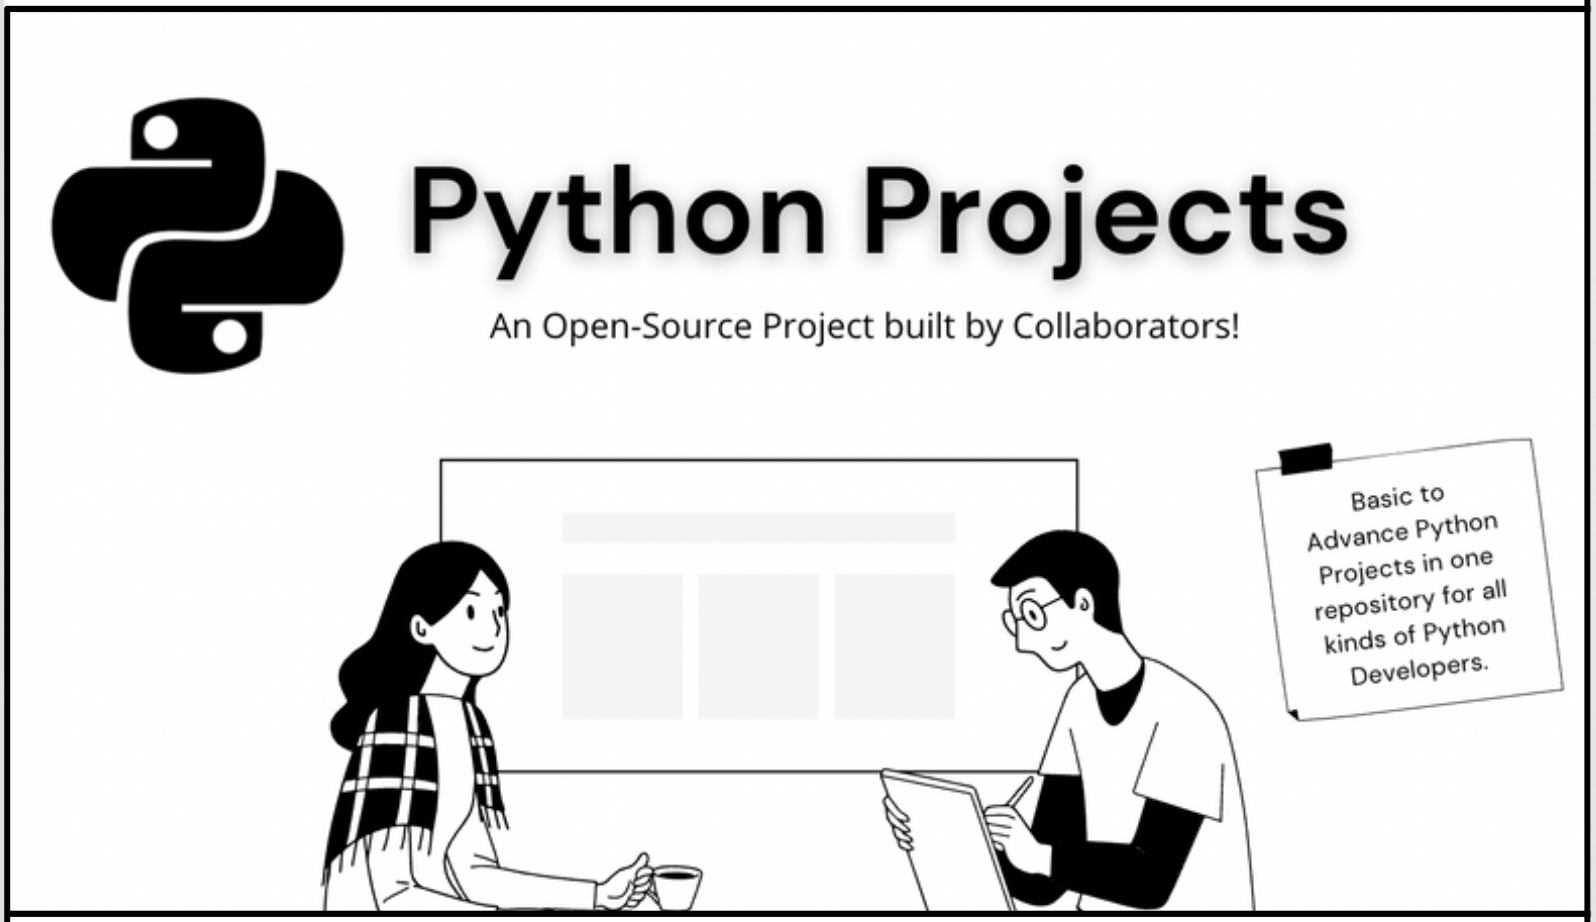 Python Projects
An Open-Source Project built by Collaborators!
Basic to
Advance Python
Projects in one
repository for all
kinds of Python
Developers.